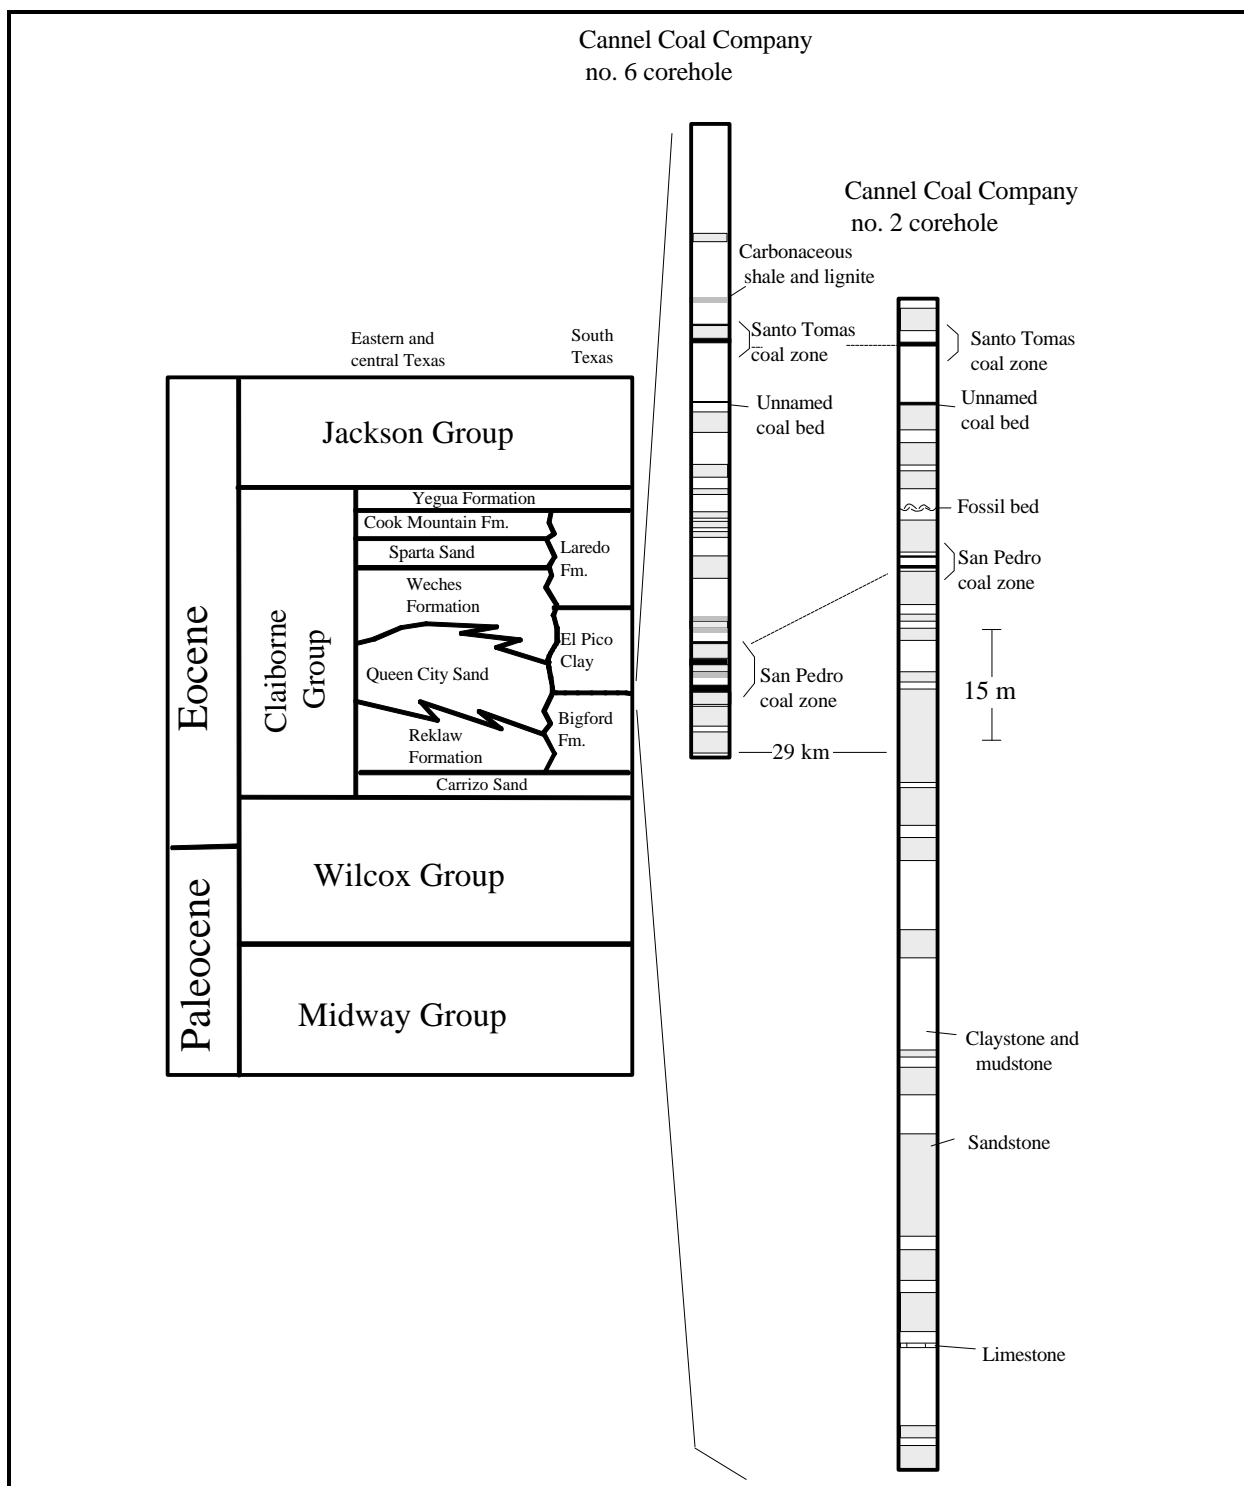 Cannel Coal Company
no. 6 corehole
Cannel Coal Company
no. 2 corehole
Carbonaceous
shale and lignite
Santo Tomas
coal zone
Santo Tomas
coal zone
Unnamed
coal bed
Unnamed
coal bed
Fossil bed
San Pedro
coal zone
San Pedro
coal zone
15 m
29 km
Claystone and
mudstone
Sandstone
Limestone
Eastern and
central Texas
South
Texas
Eocene
Paleocene
Jackson Group
Claiborne
Group
Yegua Formation
Cook Mountain Fm.
Sparta Sand
Weches
Formation
Queen City Sand
Reklaw
Formation
Carrizo Sand
Laredo
Fm.
El Pico
Clay
Bigford
Fm.
Wilcox Group
Midway Group